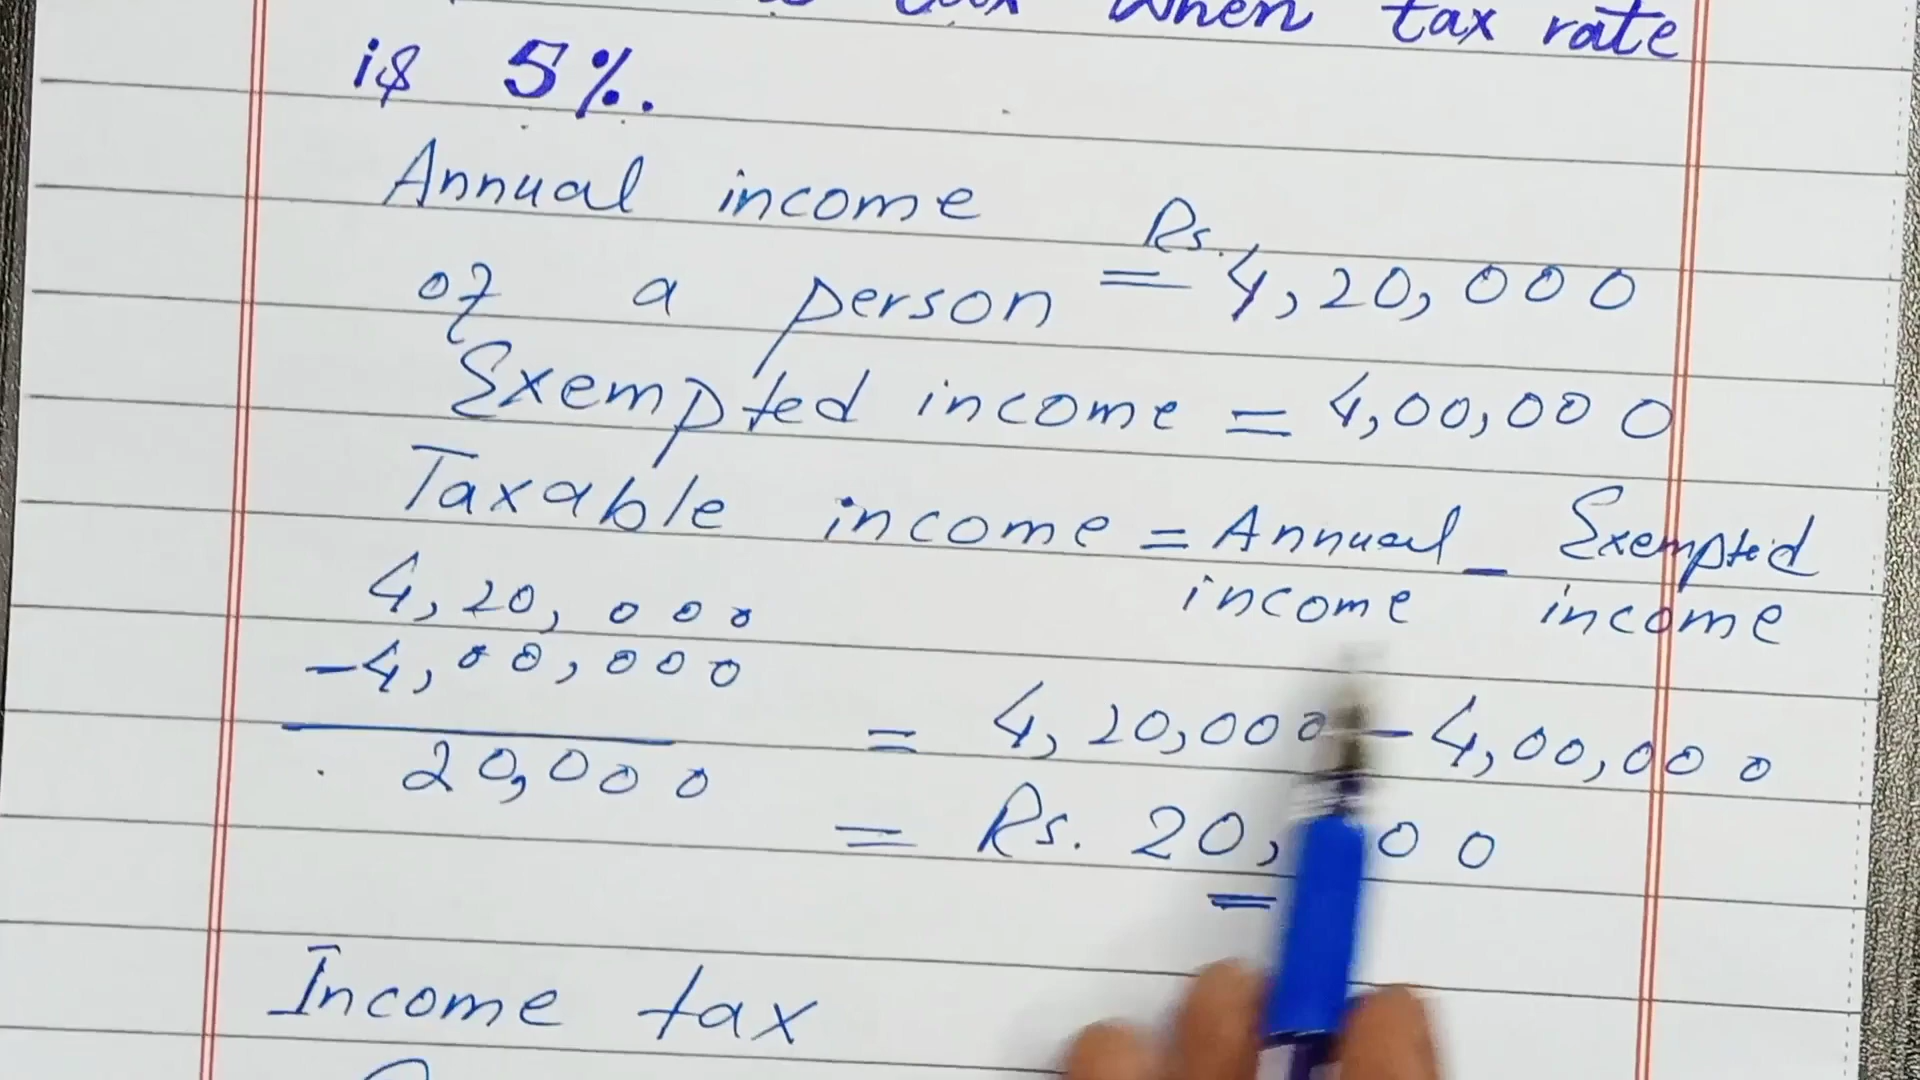 when tax rate
is 5%.
Annual income
of a person = Rs. 4,20,000
Exempted income = 4,00,000
Taxable income = Annual - Exempted
income income
4,20,000
-4,00,000
20,000
= 4,20,000 - 4,00,000
= Rs. 20, 00
Income tax